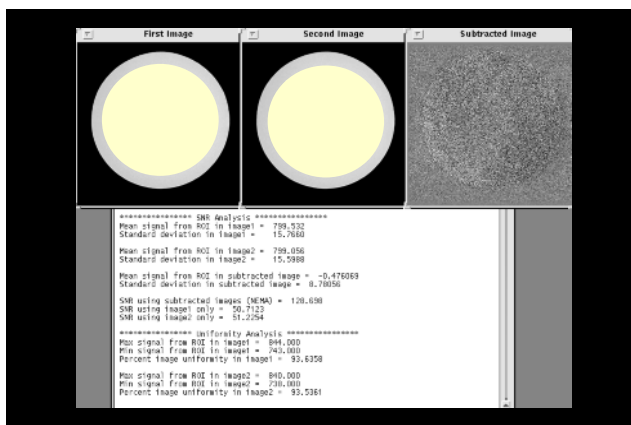 First Image
Second Image
Subtracted Image
**************** SNR Analysis ****************
Mean signal from ROI in image1 = 799.532
Standard deviation in image1 = 15.7660
Mean signal from ROI in image2 = 799.056
Standard deviation in image2 = 15.5988
Mean signal from ROI in subtracted image = -0.476069
Standard deviation in subtracted image = 8.78056
SNR using subtracted images (NEMA) = 128.698
SNR using image1 only = 50.7123
SNR using image2 only = 51.2254
**************** Uniformity Analysis ****************
Max signal from ROI in image1 = 844.000
Min signal from ROI in image1 = 743.000
Percent image uniformity in image1 = 93.6358
Max signal from ROI in image2 = 840.000
Min signal from ROI in image2 = 738.000
Percent image uniformity in image2 = 93.5361